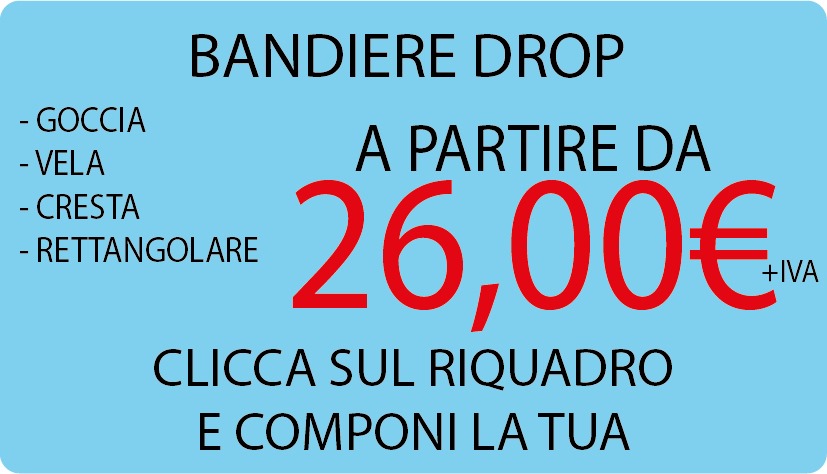 BANDIERE DROP
- GOCCIA
- VELA
- CRESTA
- RETTANGOLARE
A PARTIRE DA
26,00€
+IVA
CLICCA SUL RIQUADRO
E COMPONI LA TUA